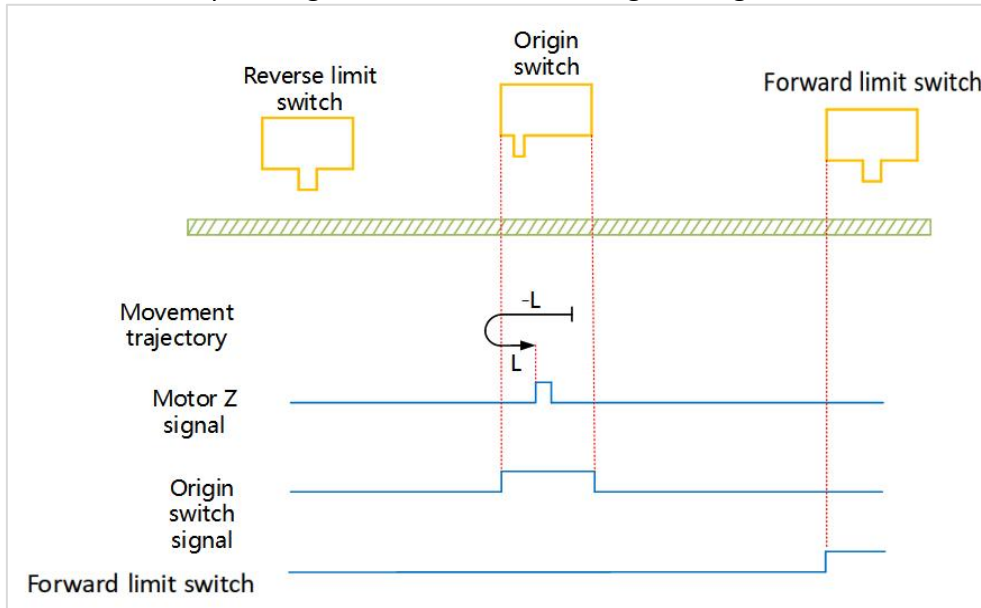 Origin
switch
Reverse limit
switch
Forward limit switch
Movement
trajectory
-L
L
Motor Z
signal
Origin
switch
signal
Forward limit switch